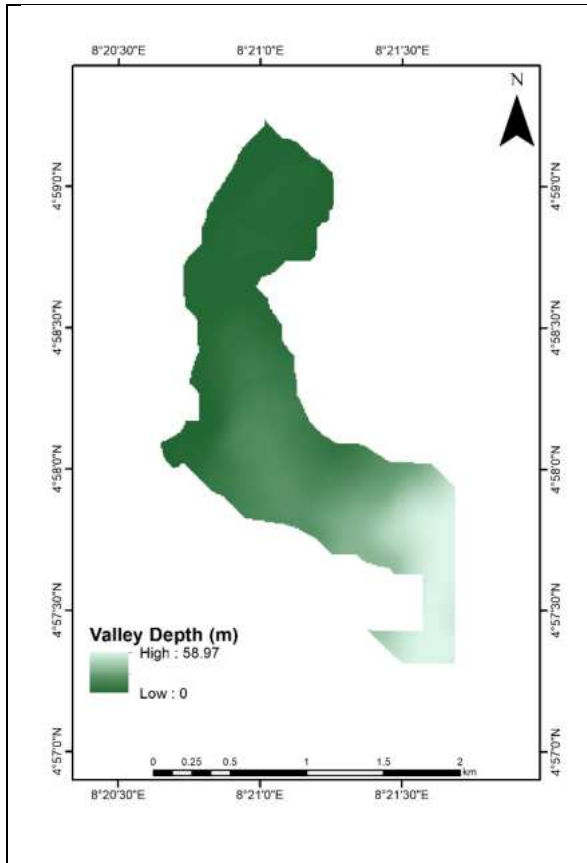 8°20'30"E 8°21'0"E 8°21'30"E
N
4°59'0"N 4°59'0"N
4°58'30"N 4°58'30"N
4°58'0"N 4°58'0"N
4°57'30"N 4°57'30"N
Valley Depth (m)
High : 58.97
Low : 0
4°57'0"N 4°57'0"N
0 0.25 0.5 1 1.5 2
km
8°20'30"E 8°21'0"E 8°21'30"E